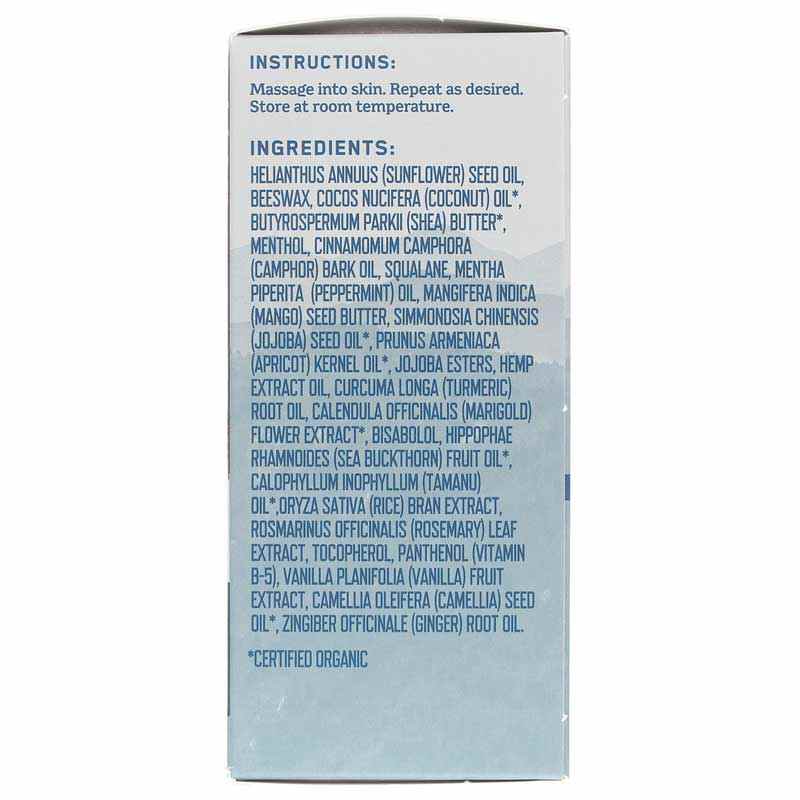 INSTRUCTIONS:
Massage into skin. Repeat as desired.
Store at room temperature.
INGREDIENTS:
HELIANTHUS ANNUUS (SUNFLOWER) SEED OIL,
BEESWAX, COCOS NUCIFERA (COCONUT) OIL*,
BUTYROSPERMUM PARKII (SHEA) BUTTER*,
MENTHOL, CINNAMOMUM CAMPHORA
(CAMPHOR) BARK OIL, SQUALANE, MENTHA
PIPERITA (PEPPERMINT) OIL, MANGIFERA INDICA
(MANGO) SEED BUTTER, SIMMONDSIA CHINENSIS
(JOJOBA) SEED OIL*, PRUNUS ARMENIACA
(APRICOT) KERNEL OIL*, JOJOBA ESTERS, HEMP
EXTRACT OIL, CURCUMA LONGA (TURMERIC)
ROOT OIL, CALENDULA OFFICINALIS (MARIGOLD)
FLOWER EXTRACT*, BISABOLOL, HIPPOPHAE
RHAMNOIDES (SEA BUCKTHORN) FRUIT OIL*,
CALOPHYLLUM INOPHYLLUM (TAMANU)
OIL*,ORYZA SATIVA (RICE) BRAN EXTRACT,
ROSMARINUS OFFICINALIS (ROSEMARY) LEAF
EXTRACT, TOCOPHEROL, PANTHENOL (VITAMIN
B-5), VANILLA PLANIFOLIA (VANILLA) FRUIT
EXTRACT, CAMELLIA OLEIFERA (CAMELLIA) SEED
OIL*, ZINGIBER OFFICINALE (GINGER) ROOT OIL.
*CERTIFIED ORGANIC